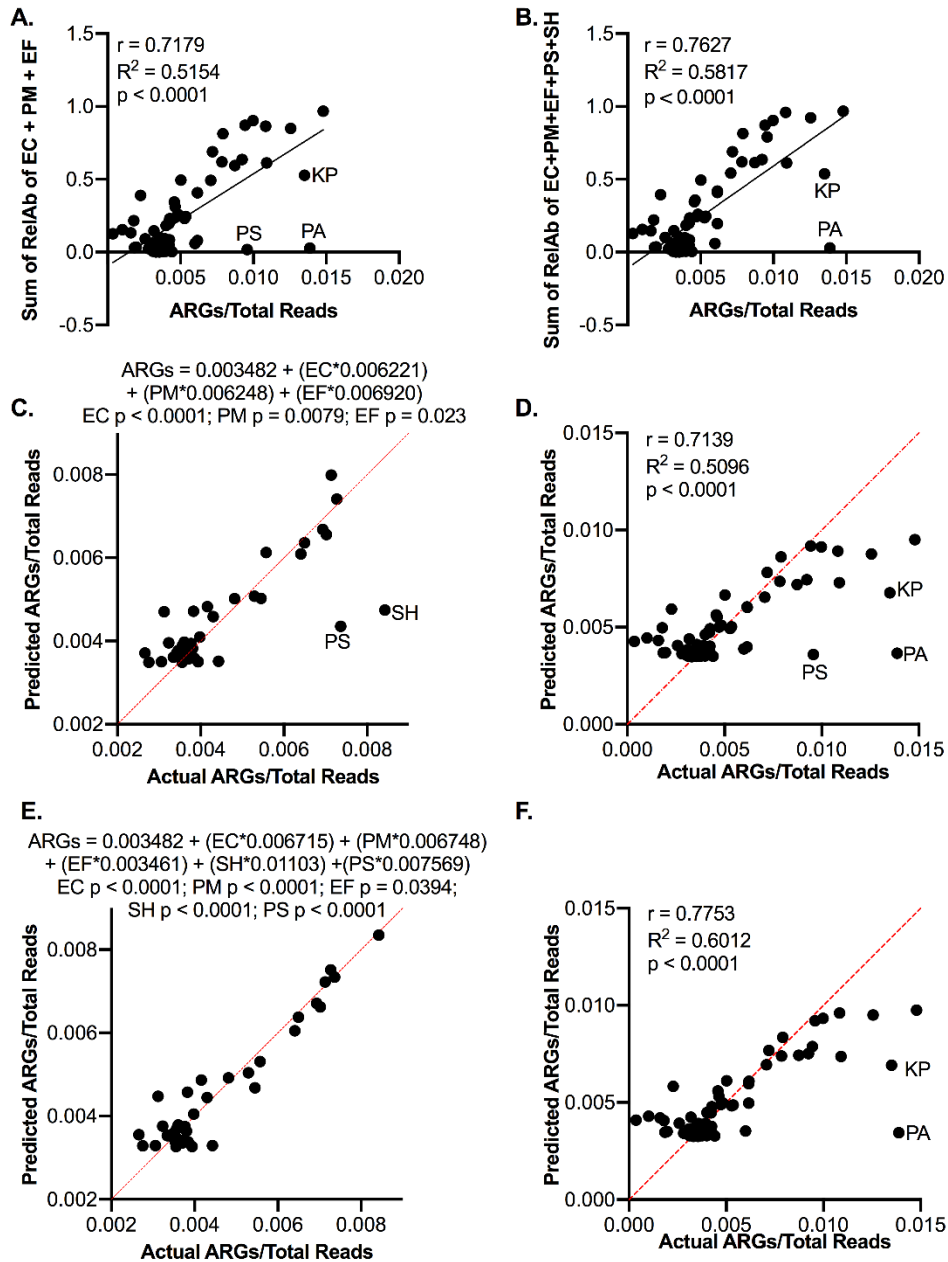 A.
r = 0.7179
R² = 0.5154
p < 0.0001
Sum of RelAb of EC + PM + EF
1.5
1.0
0.5
0.0
-0.5
0.005
0.010
0.015
0.020
KP
PS
PA
ARGs/Total Reads
B.
r = 0.7627
R² = 0.5817
p < 0.0001
Sum of RelAb of EC+PM+EF+PS+SH
1.5
1.0
0.5
0.0
-0.5
0.005
0.010
0.015
0.020
KP
PA
ARGs/Total Reads
ARGs = 0.003482 + (EC*0.006221)
+ (PM*0.006248) + (EF*0.006920)
EC p < 0.0001; PM p = 0.0079; EF p = 0.023
C.
Predicted ARGs/Total Reads
0.008
0.006
0.004
0.002
SH
PS
0.002
0.004
0.006
0.008
Actual ARGs/Total Reads
D.
r = 0.7139
R² = 0.5096
p < 0.0001
Predicted ARGs/Total Reads
0.015
0.010
0.005
0.000
KP
PS
PA
0.000
0.005
0.010
0.015
Actual ARGs/Total Reads
E.
ARGs = 0.003482 + (EC*0.006715) + (PM*0.006748)
+ (EF*0.003461) + (SH*0.01103) +(PS*0.007569)
EC p < 0.0001; PM p < 0.0001; EF p = 0.0394;
SH p < 0.0001; PS p < 0.0001
Predicted ARGs/Total Reads
0.008
0.006
0.004
0.002
0.002
0.004
0.006
0.008
Actual ARGs/Total Reads
F.
r = 0.7753
R² = 0.6012
p < 0.0001
Predicted ARGs/Total Reads
0.015
0.010
0.005
0.000
KP
PA
0.000
0.005
0.010
0.015
Actual ARGs/Total Reads